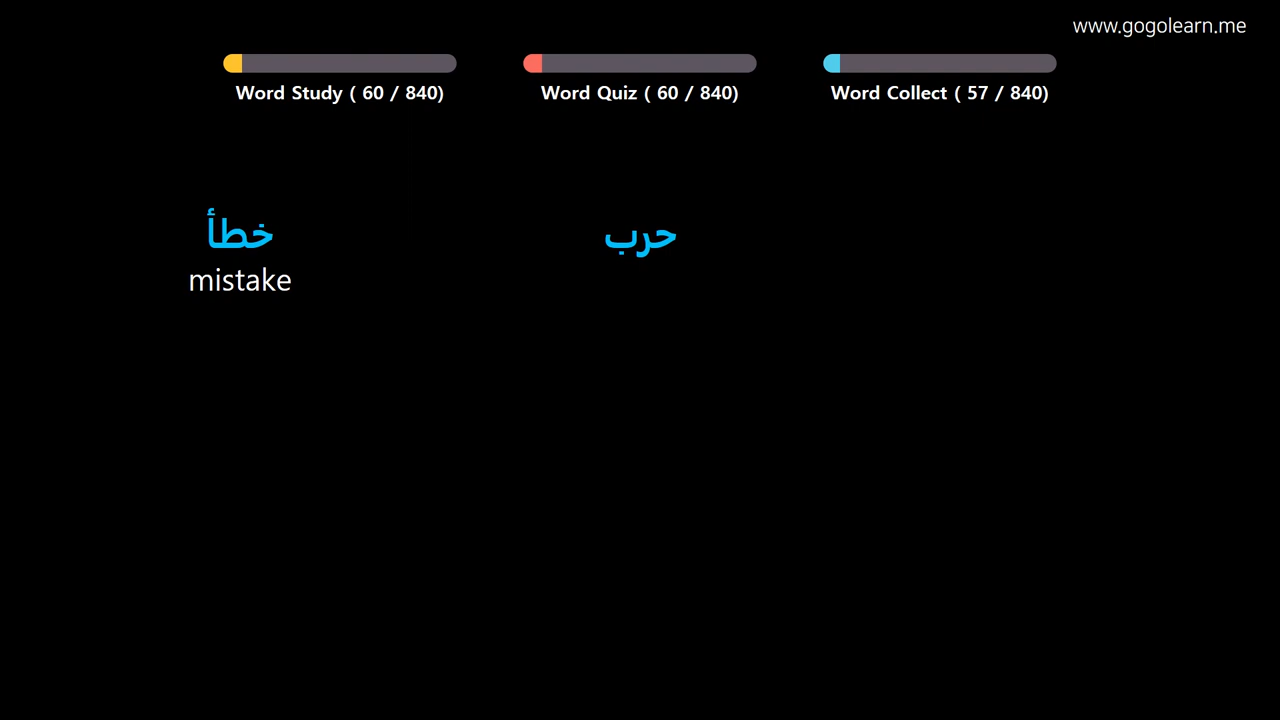 www.gogolearn.me
Word Study ( 60 / 840)
Word Quiz ( 60 / 840)
Word Collect ( 57 / 840)
خطأ
mistake
حرب